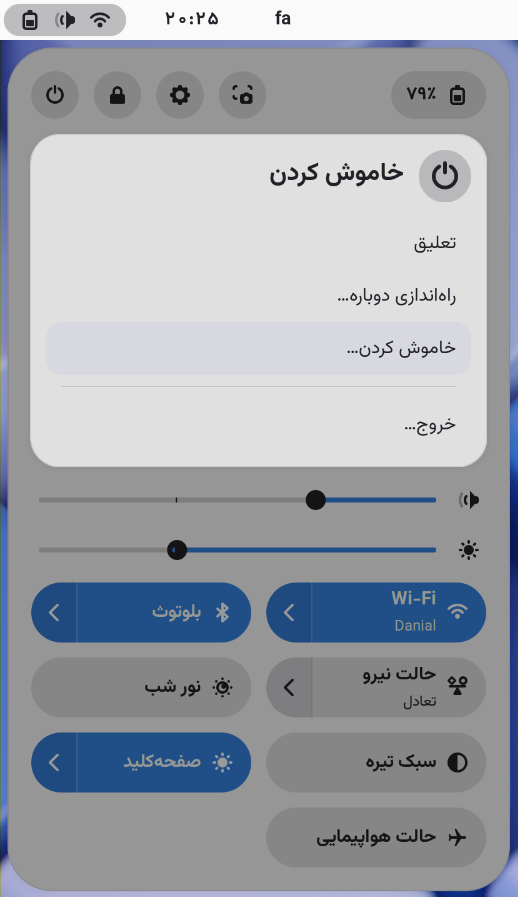 ۲۰:۲۵
fa
۷۹٪
خاموش کردن
تعلیق
راه‌اندازی دوباره…
خاموش کردن…
خروج…
Wi-Fi
Danial
بلوتوث
حالت نیرو
تعادل
نور شب
سبک تیره
صفحه‌کلید
حالت هواپیمایی